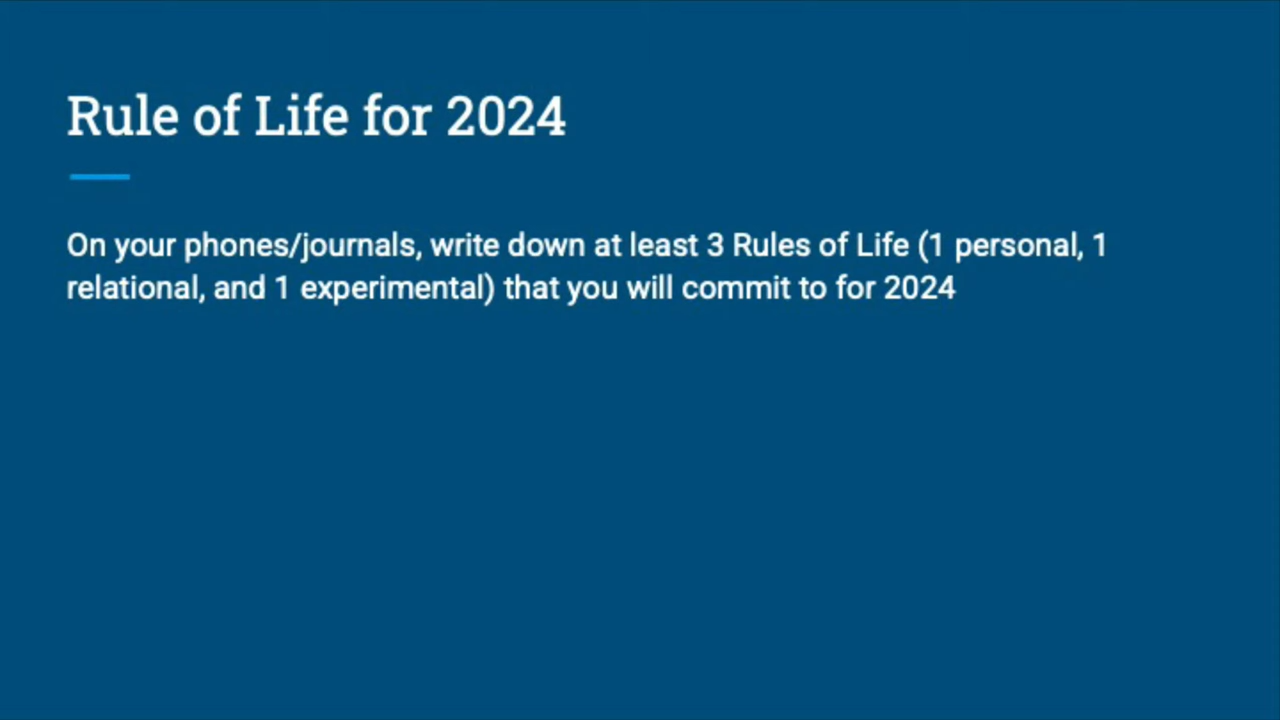 Rule of Life for 2024
On your phones/journals, write down at least 3 Rules of Life (1 personal, 1
relational, and 1 experimental) that you will commit to for 2024